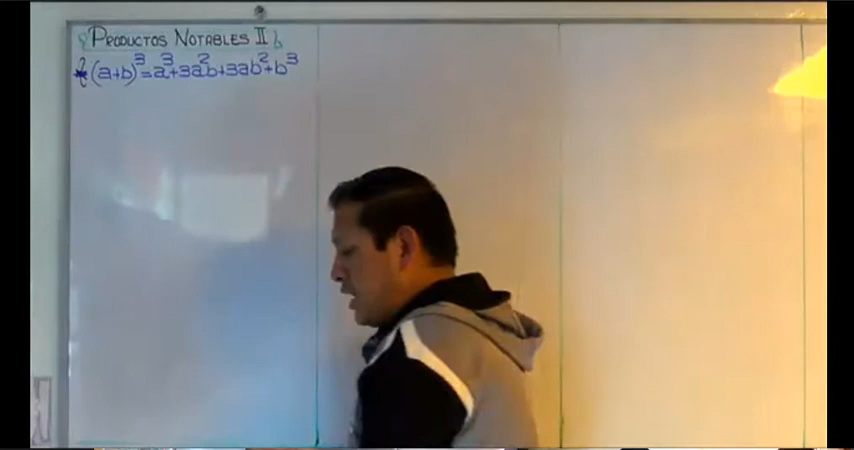 PRODUCTOS NOTABLES II
* (a+b)³=a³+3a²b+3ab²+b³